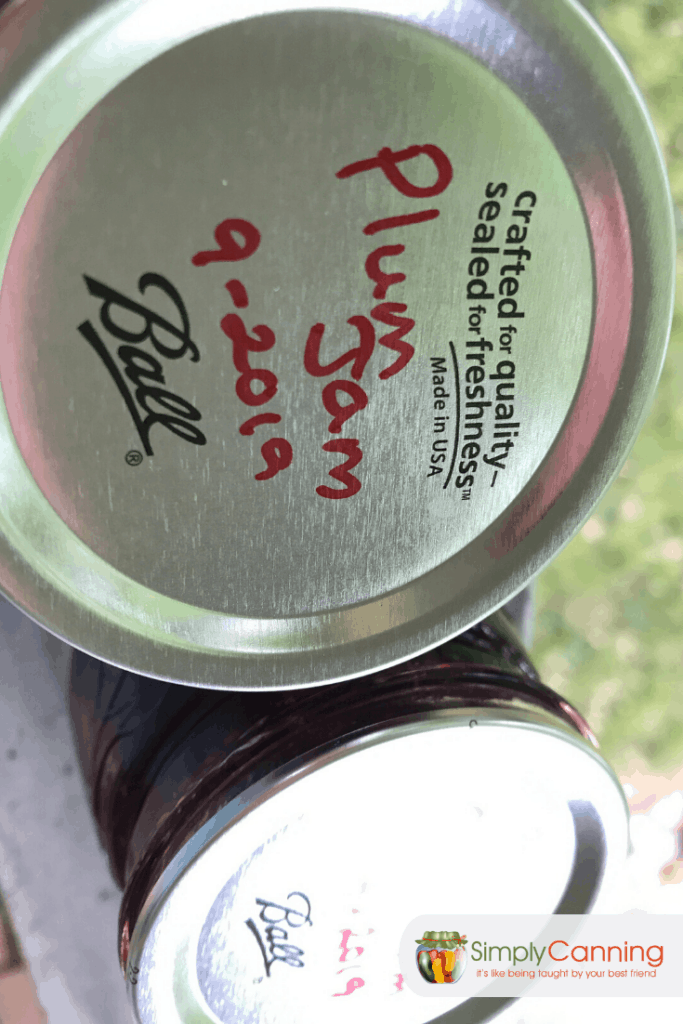 Crafted for quality–
sealed for freshness™
Made in USA
Plum
Jam
9-2019
Ball®
2019
Ball
SimplyCanning
it's like being taught by your best friend